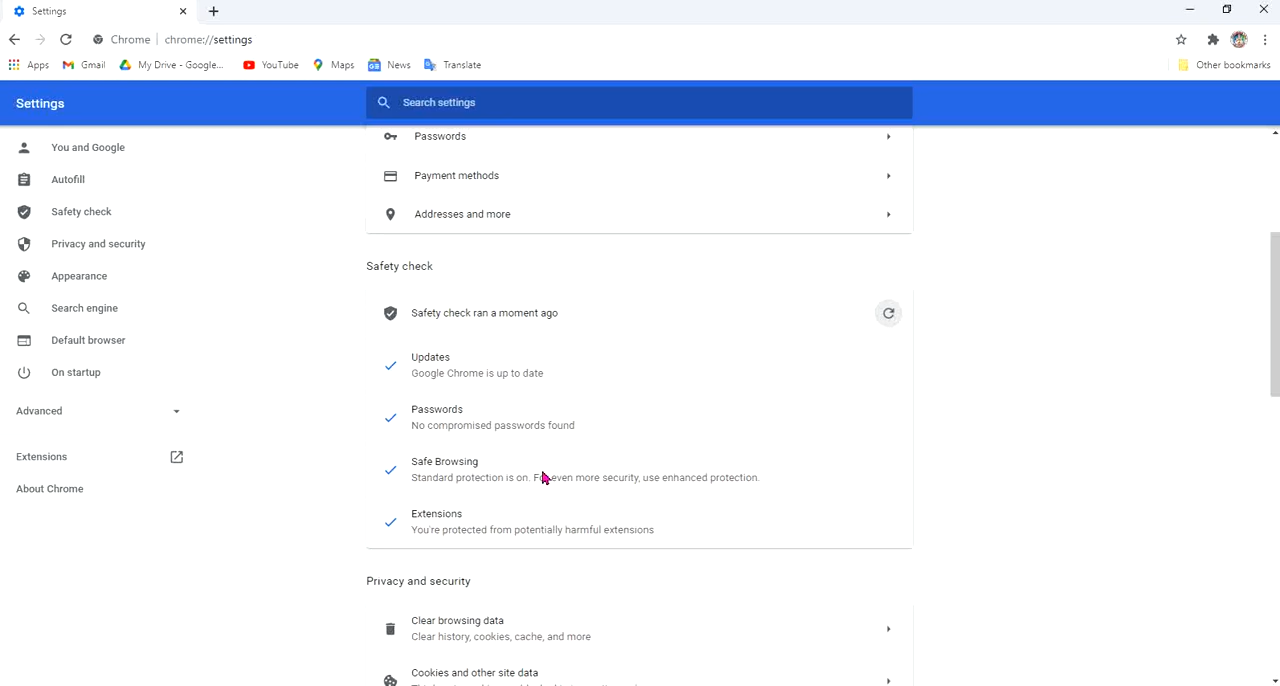 Settings
Chrome | chrome://settings
Apps Gmail My Drive - Google... YouTube Maps News Translate Other bookmarks
Settings
Search settings
You and Google
Autofill
Safety check
Privacy and security
Appearance
Search engine
Default browser
On startup
Advanced
Extensions
About Chrome
Passwords
Payment methods
Addresses and more
Safety check
Safety check ran a moment ago
Updates
Google Chrome is up to date
Passwords
No compromised passwords found
Safe Browsing
Standard protection is on. For even more security, use enhanced protection.
Extensions
You're protected from potentially harmful extensions
Privacy and security
Clear browsing data
Clear history, cookies, cache, and more
Cookies and other site data